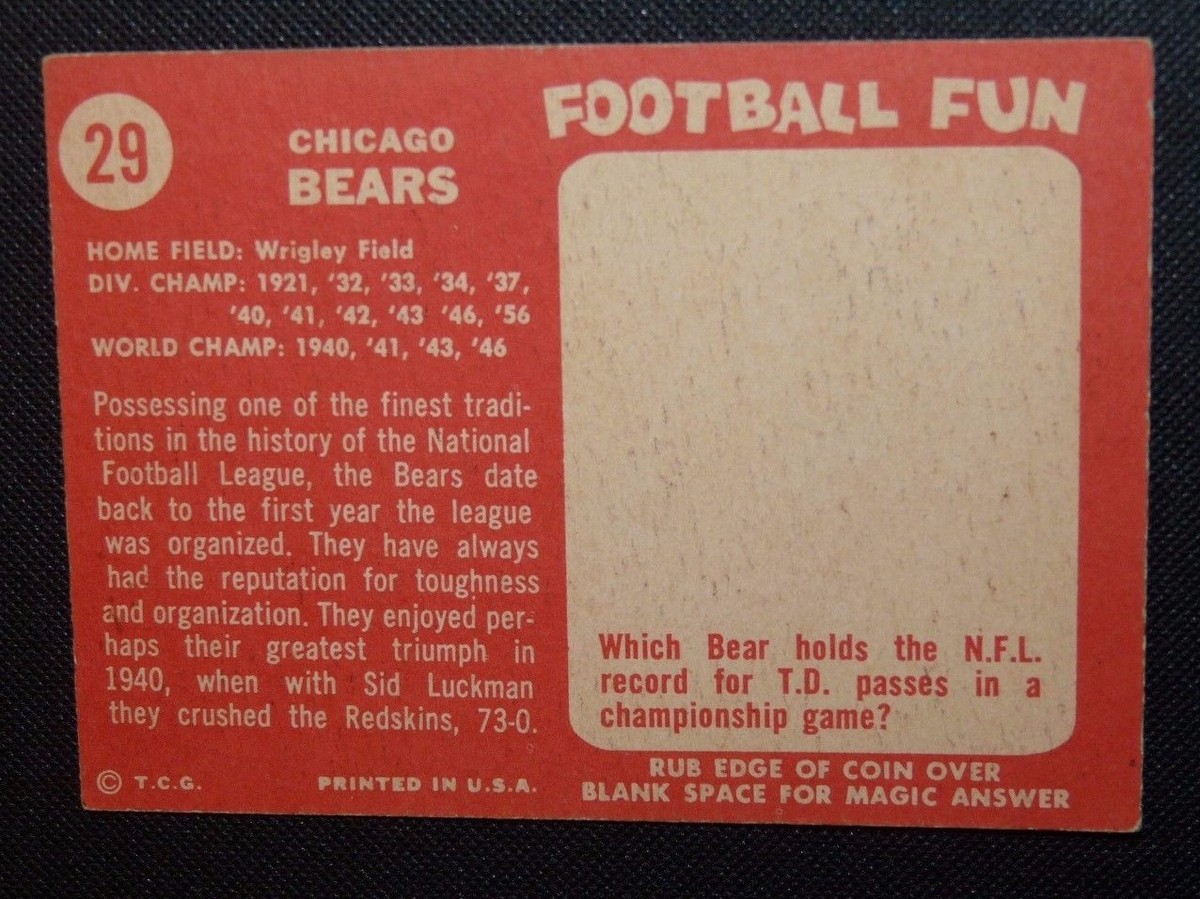 29
CHICAGO
BEARS
HOME FIELD: Wrigley Field
DIV. CHAMP: 1921, '32, '33, '34, '37,
'40, '41, '42, '43 '46, '56
WORLD CHAMP: 1940, '41, '43, '46
Possessing one of the finest tradi-
tions in the history of the National
Football League, the Bears date
back to the first year the league
was organized. They have always
had the reputation for toughness
and organization. They enjoyed per-
haps their greatest triumph in
1940, when with Sid Luckman
they crushed the Redskins, 73-0.
© T.C.G. PRINTED IN U.S.A.
FOOTBALL FUN
Which Bear holds the N.F.L.
record for T.D. passes in a
championship game?
RUB EDGE OF COIN OVER
BLANK SPACE FOR MAGIC ANSWER